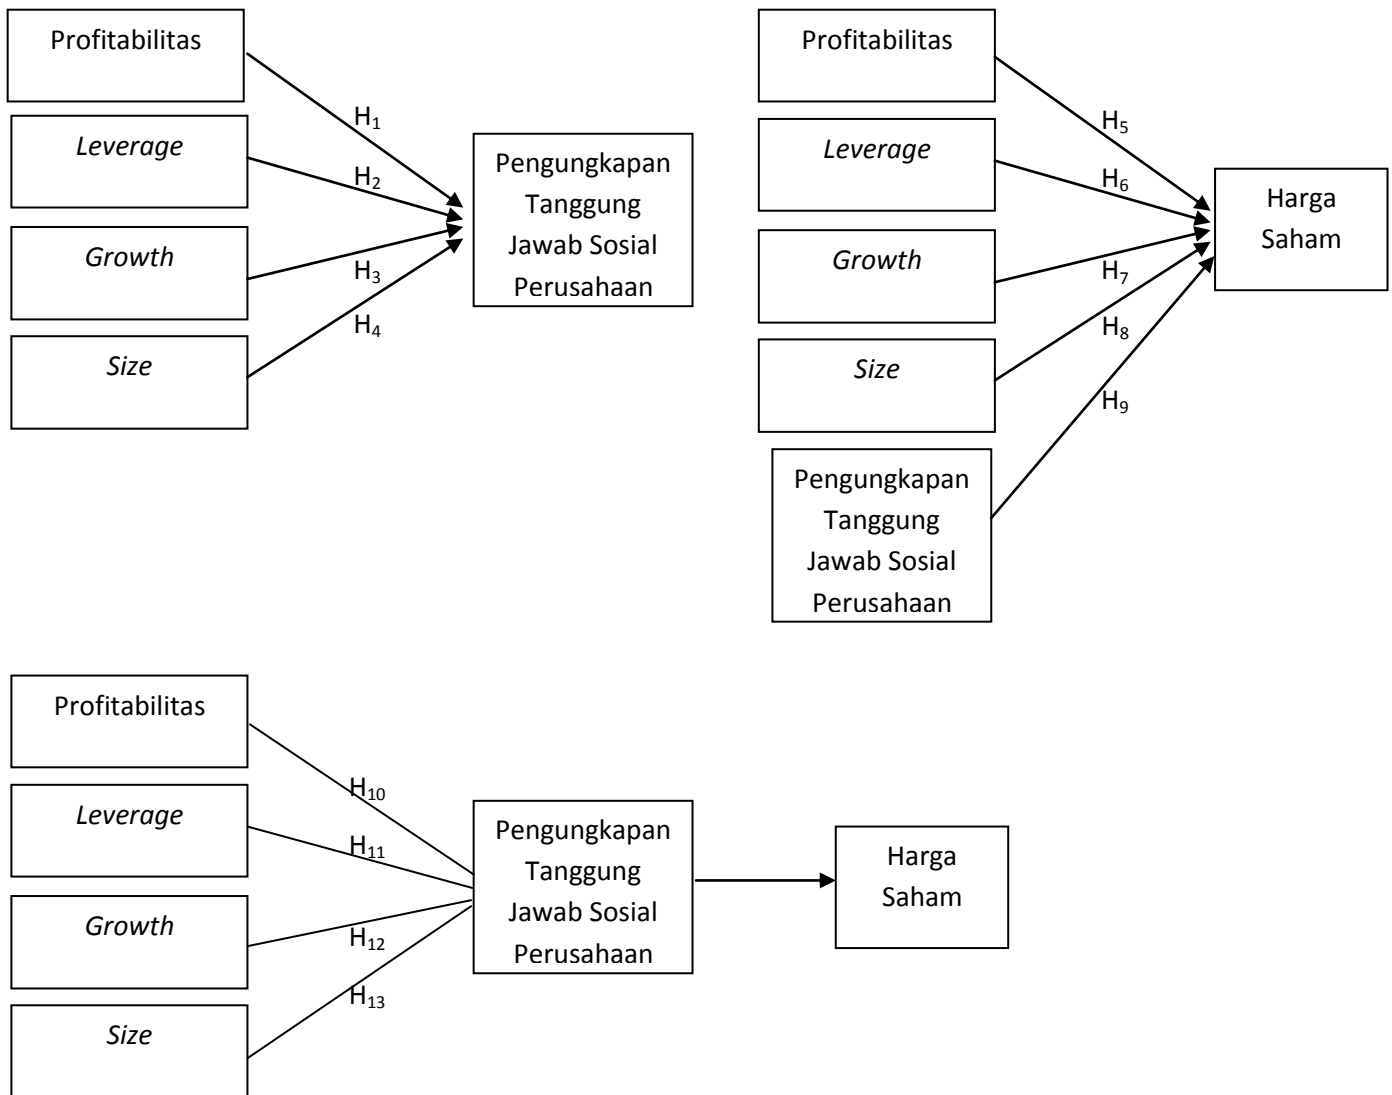 Profitabilitas
H₁
Leverage
H₂
Growth
H₃
Size
H₄
Pengungkapan
Tanggung
Jawab Sosial
Perusahaan
Profitabilitas
H₅
Leverage
H₆
Growth
H₇
Size
H₈
H₉
Pengungkapan
Tanggung
Jawab Sosial
Perusahaan
Harga
Saham
Profitabilitas
H₁₀
Leverage
H₁₁
Growth
H₁₂
Size
H₁₃
Pengungkapan
Tanggung
Jawab Sosial
Perusahaan
Harga
Saham